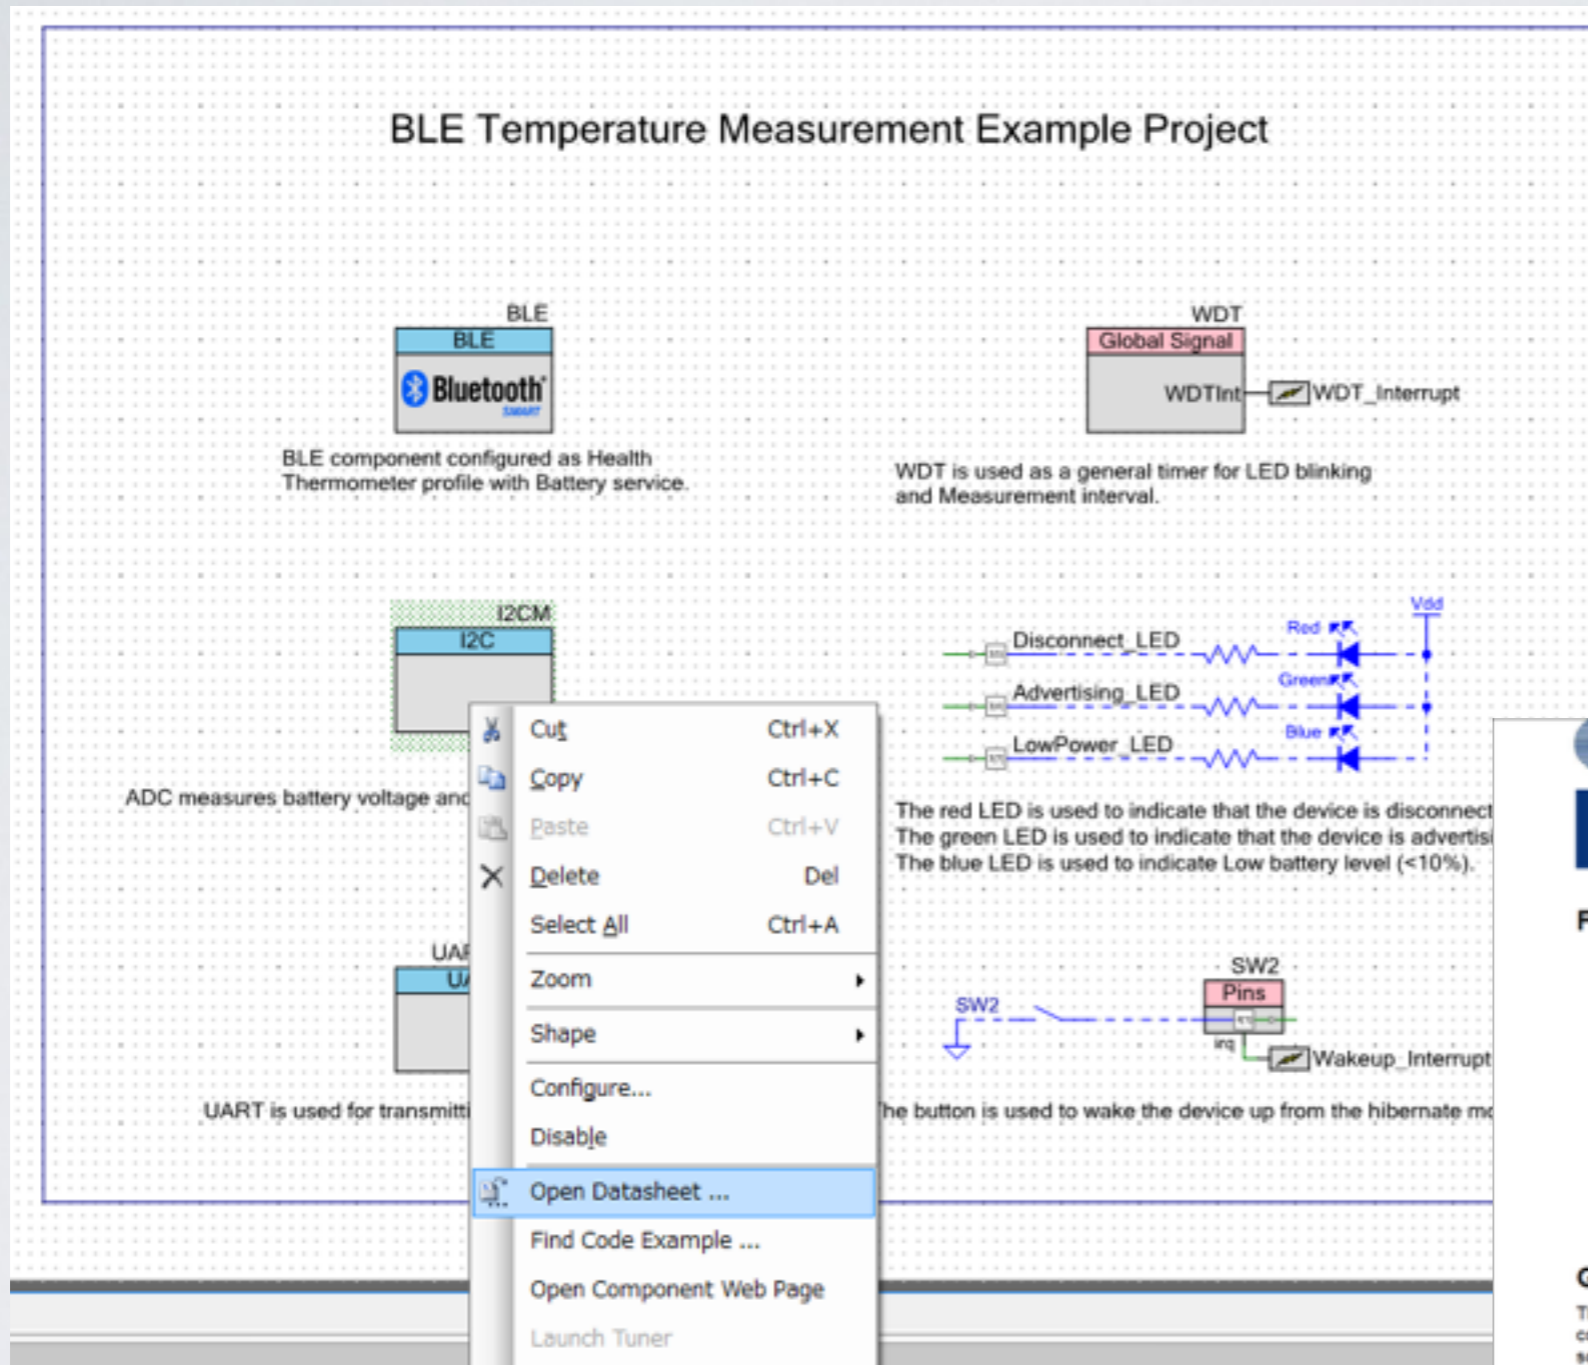 BLE Temperature Measurement Example Project
BLE
BLE
Bluetooth
SMART
BLE component configured as Health
Thermometer profile with Battery service.
WDT
Global Signal
WDTInt
WDT_Interrupt
WDT is used as a general timer for LED blinking
and Measurement interval.
I2CM
I2C
ADC measures battery voltage and
Vdd
Red
Disconnect_LED
Green
Advertising_LED
Blue
LowPower_LED
The red LED is used to indicate that the device is disconnect
The green LED is used to indicate that the device is advertisi
The blue LED is used to indicate Low battery level (<10%).
UAR
UA
UART is used for transmitti
SW2
SW2
Pins
irq
Wakeup_Interrupt
he button is used to wake the device up from the hibernate mo
Cut Ctrl+X
Copy Ctrl+C
Paste Ctrl+V
Delete Del
Select All Ctrl+A
Zoom
Shape
Configure...
Disable
Open Datasheet ...
Find Code Example ...
Open Component Web Page
Launch Tuner